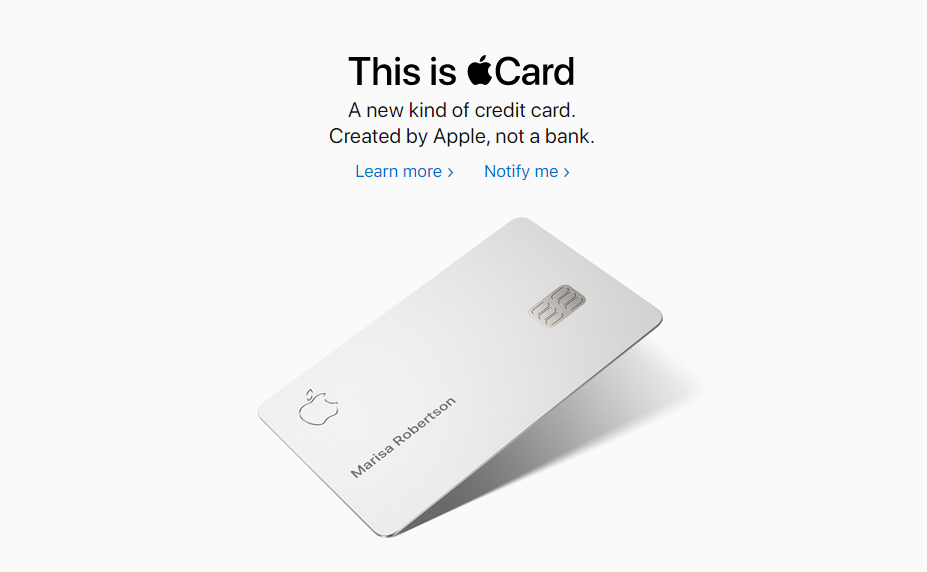 This is Card
A new kind of credit card.
Created by Apple, not a bank.
Learn more >
Notify me >
Marisa Robertson